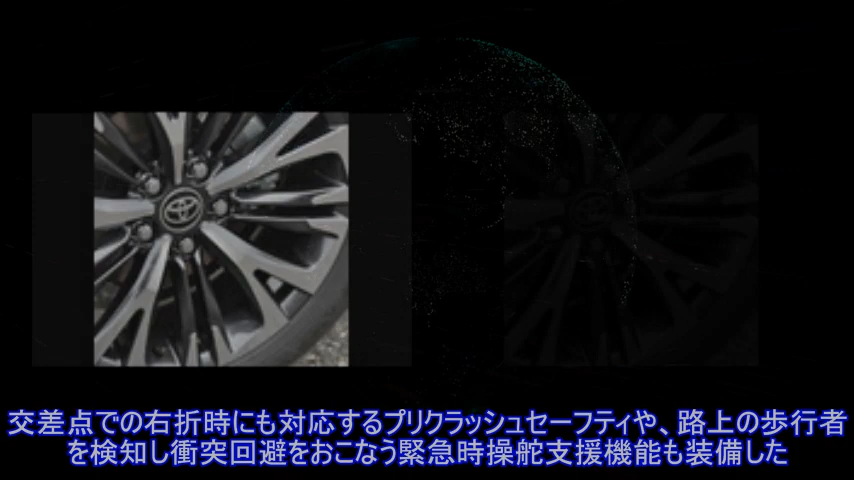 交差点での右折時にも対応するプリクラッシュセーフティや、路上の歩行者
を検知し衝突回避をおこなう緊急時操舵支援機能も装備した